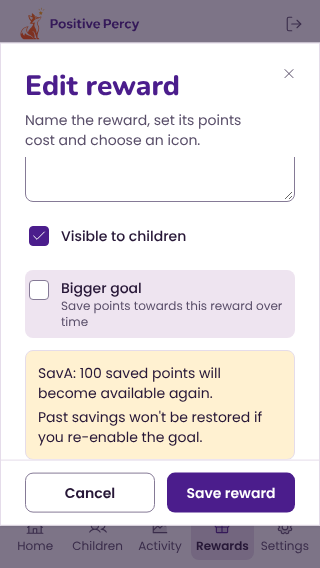 Positive Percy
Edit reward
Name the reward, set its points
cost and choose an icon.
Visible to children
Bigger goal
Save points towards this reward over
time
SavA: 100 saved points will
become available again.
Past savings won't be restored if
you re-enable the goal.
Cancel
Save reward
Home
Children
Activity
Rewards
Settings